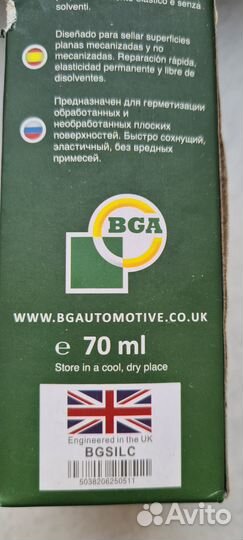 elastico e senza
solventi.
Diseñado para sellar superficies
planas mecanizadas y no
mecanizadas. Reparación rápida,
elasticidad permanente y libre de
disolventes.
Предназначен для герметизации
обработанных и
необработанных плоских
поверхностей. Быстро сохнущий,
эластичный, без вредных
примесей.
BGA
WWW.BGAUTOMOTIVE.CO.UK
e 70 ml
Store in a cool, dry place
Engineered in the UK
BGSILC
5038206250511
Avito